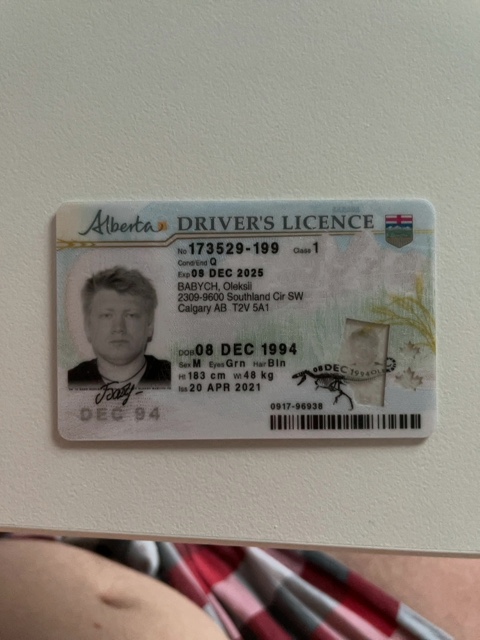 Alberta DRIVER'S LICENCE
No 173529-199 Class 1
Cond/End Q
Exp 08 DEC 2025
BABYCH, Oleksii
2309-9600 Southland Cir SW
Calgary AB T2V 5A1
DOB 08 DEC 1994
Sex M Eyes Grn Hair Bln
Ht 183 cm Wt 48 kg
Iss 20 APR 2021
DEC 94
08 DEC 1994
0917-96938